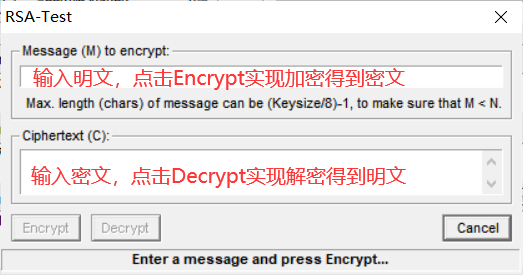 RSA-Test
Message (M) to encrypt:
输入明文，点击Encrypt实现加密得到密文
Max. length (chars) of message can be (Keysize/8)-1, to make sure that M < N.
Ciphertext (C):
输入密文，点击Decrypt实现解密得到明文
Encrypt Decrypt Cancel
Enter a message and press Encrypt...